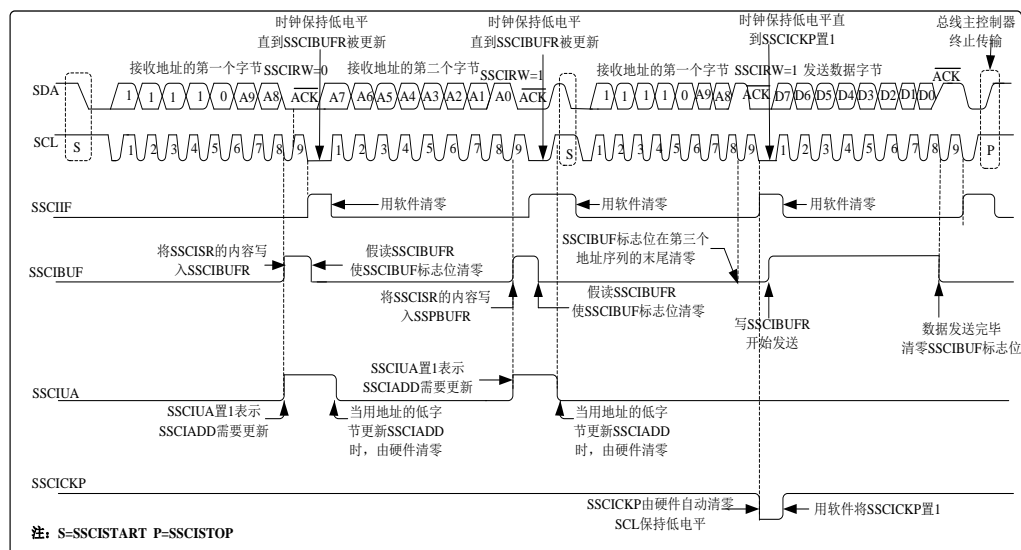 时钟保持低电平
直到SSCIBUFR被更新
时钟保持低电平
直到SSCIBUFR被更新
时钟保持低电平直
到SSCICKP置1
总线主控制器
终止传输
接收地址的第一个字节 SSCIRW=0 接收地址的第二个字节 SSCIRW=1 接收地址的第一个字节 SSCIRW=1 发送数据字节
SDA 1 1 1 1 0 A9 A8 ACK A7 A6 A5 A4 A3 A2 A1 A0 ACK 1 1 1 1 0 A9 A8 ACK D7 D6 D5 D4 D3 D2 D1 D0 ACK
SCL S 1 2 3 4 5 6 7 8 9 1 2 3 4 5 6 7 8 9 S 1 2 3 4 5 6 7 8 9 1 2 3 4 5 6 7 8 9 P
SSCIIF 用软件清零 用软件清零 用软件清零
SSCIBUF
将SSCISR的内容写
入SSCIBUFR
假读SSCIBUFR
使SSCIBUF标志位清零
将SSCISR的内容写
入SSPBUFR
假读SSCIBUFR
使SSCIBUF标志位清零
SSCIBUF标志位在第三个
地址序列的末尾清零
写SSCIBUFR
开始发送
数据发送完毕
清零SSCIBUF标志位
SSCIUA
SSCIUA置1表示
SSCIADD需要更新
当用地址的低字
节更新SSCIADD
时，由硬件清零
SSCIUA置1表示
SSCIADD需要更新
当用地址的低字
节更新SSCIADD
时，由硬件清零
SSCICKP
SSCICKP由硬件自动清零
SCL保持低电平
用软件将SSCICKP置1
注：S=SSCISTART P=SSCISTOP